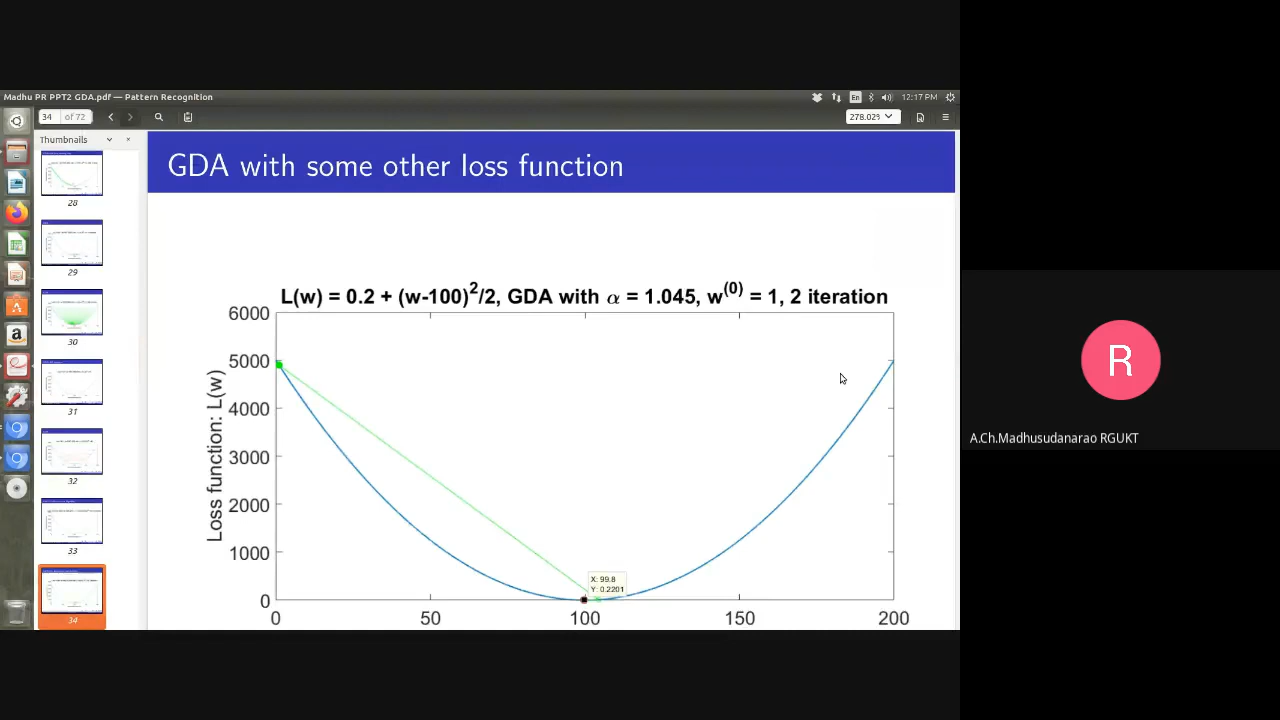 Madhu PR PPT2 GDA.pdf — Pattern Recognition
En
12:17 PM
34 of 72
278.02%
Thumbnails
28
29
30
31
32
33
34
GDA with some other loss function
L(w) = 0.2 + (w-100)^2/2, GDA with α = 1.045, w^(0) = 1, 2 iteration
Loss function: L(w)
6000
5000
4000
3000
2000
1000
0
X: 99.8
Y: 0.2201
0 50 100 150 200
R
A.Ch.Madhusudanarao RGUKT